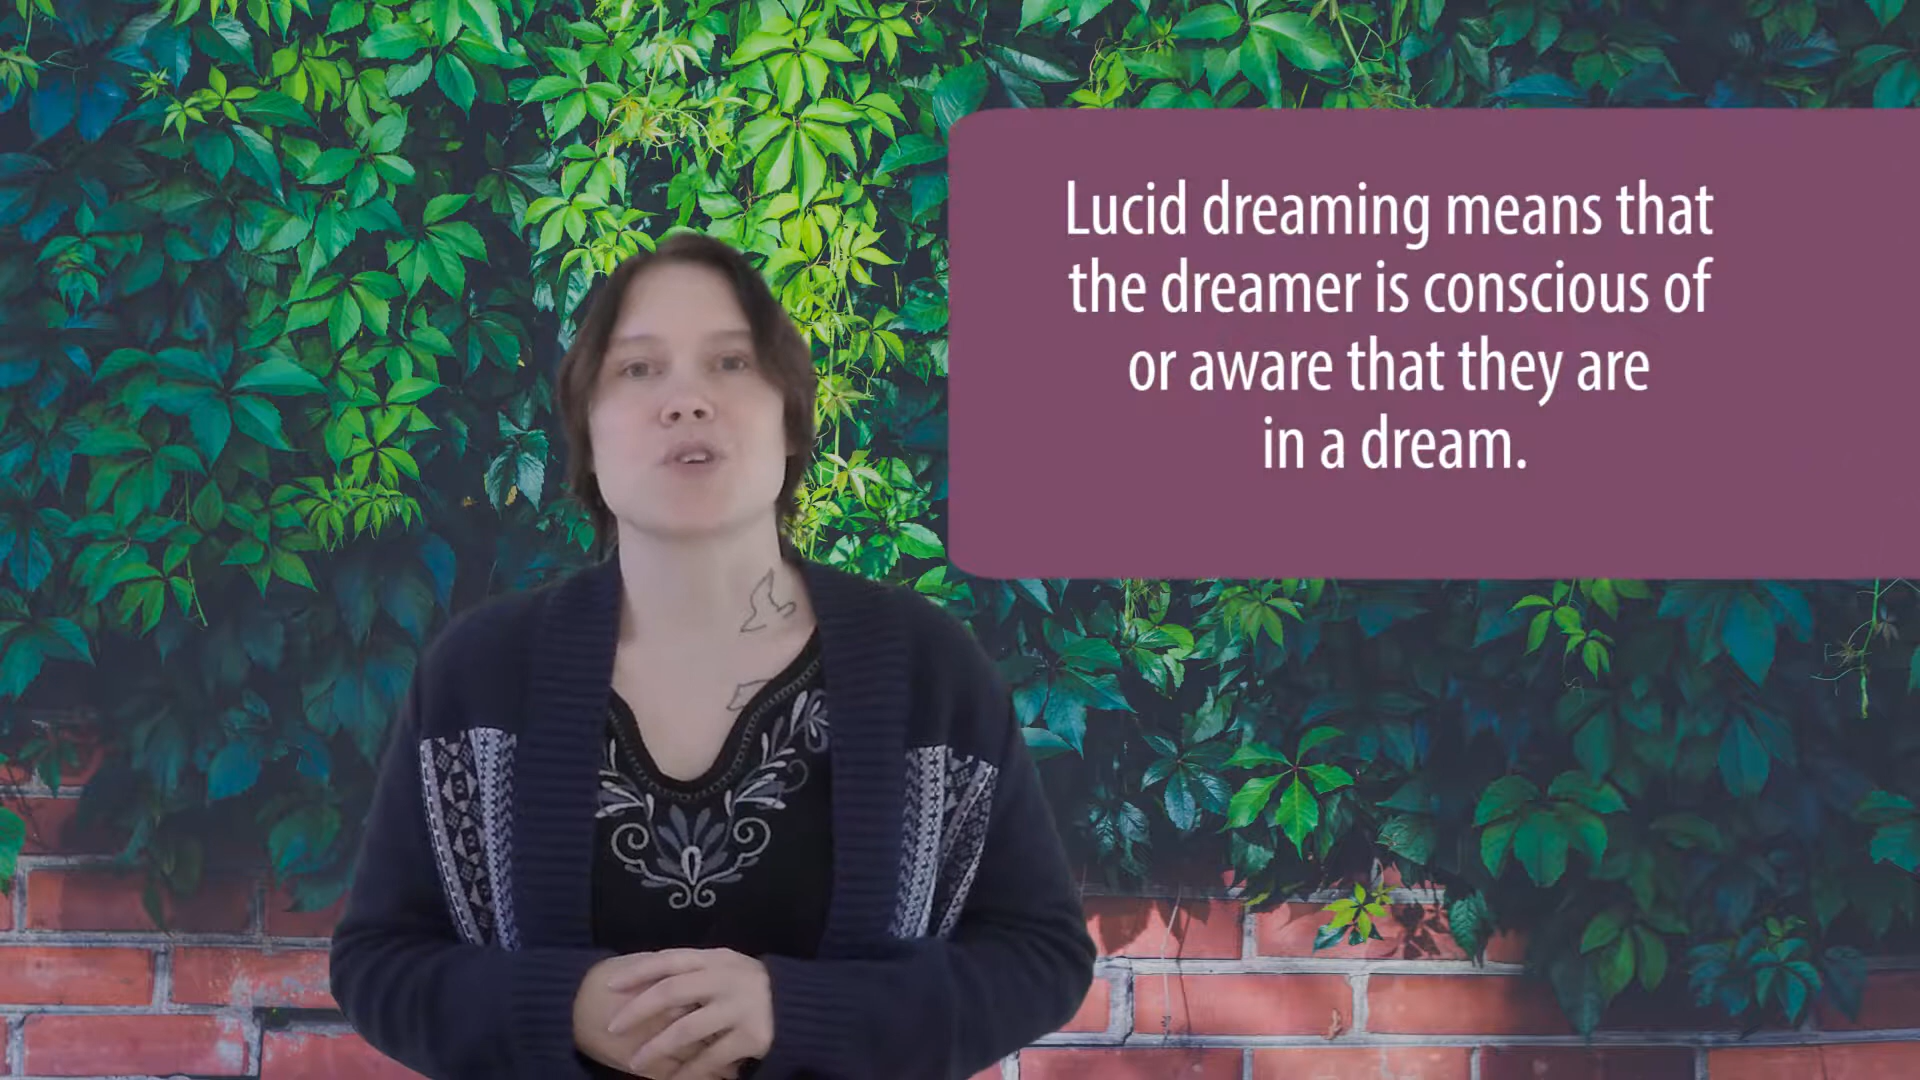 Lucid dreaming means that
the dreamer is conscious of
or aware that they are
in a dream.